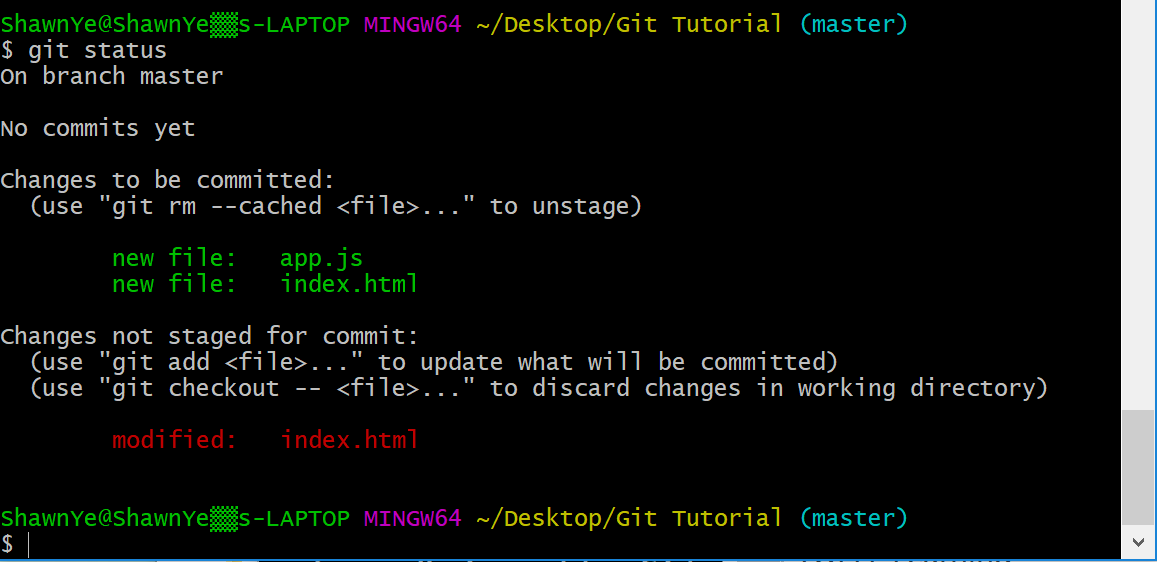 ShawnYe@ShawnYe▒▒s-LAPTOP MINGW64 ~/Desktop/Git Tutorial (master)
$ git status
On branch master
No commits yet
Changes to be committed:
(use "git rm --cached <file>..." to unstage)
new file: app.js
new file: index.html
Changes not staged for commit:
(use "git add <file>..." to update what will be committed)
(use "git checkout -- <file>..." to discard changes in working directory)
modified: index.html
ShawnYe@ShawnYe▒▒s-LAPTOP MINGW64 ~/Desktop/Git Tutorial (master)
$